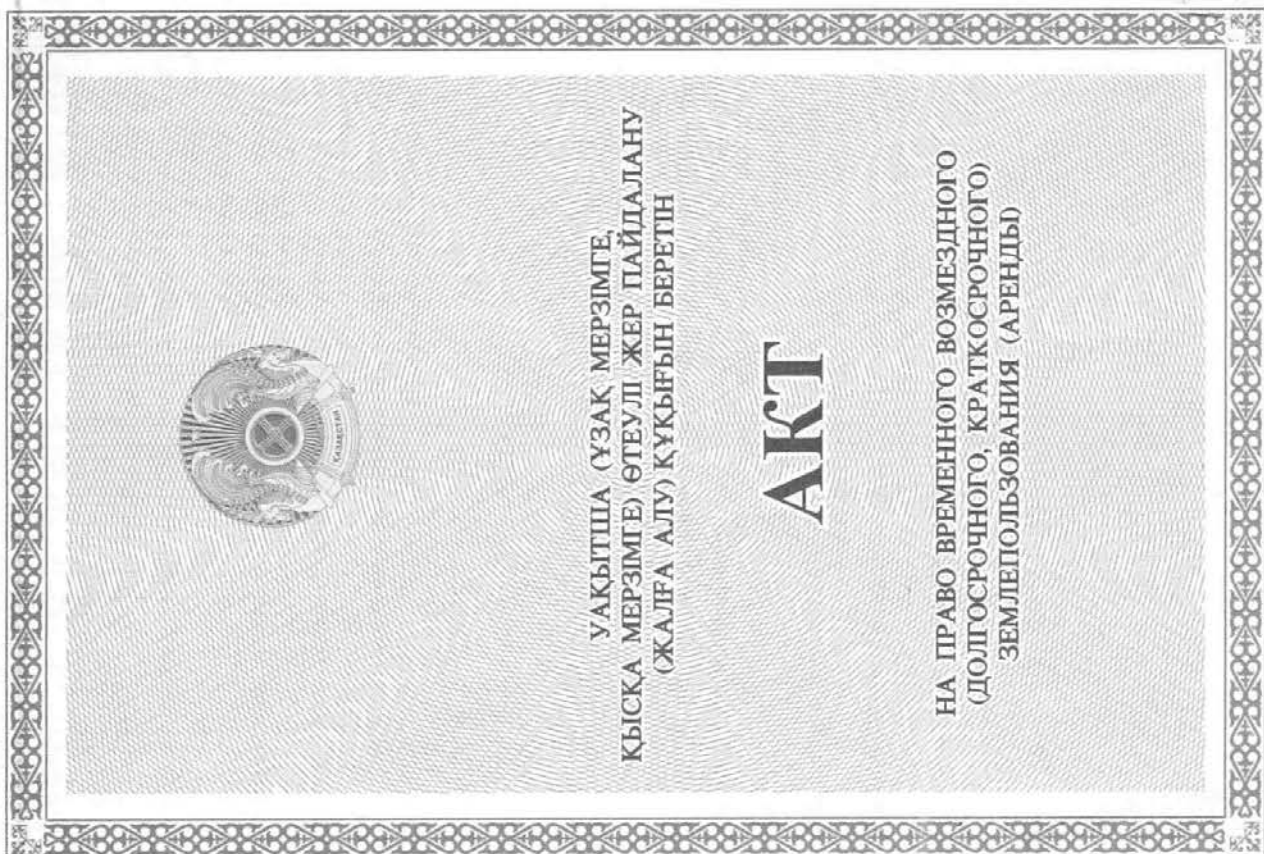 ҚАЗАҚСТАН
УАҚЫТША (ҰЗАҚ МЕРЗІМГЕ,
ҚЫСҚА МЕРЗІМГЕ) ӨТЕУЛІ ЖЕР ПАЙДАЛАНУ
(ЖАЛҒА АЛУ) ҚҰҚЫҒЫН БЕРЕТІН
АКТ
НА ПРАВО ВРЕМЕННОГО ВОЗМЕЗДНОГО
(ДОЛГОСРОЧНОГО, КРАТКОСРОЧНОГО)
ЗЕМЛЕПОЛЬЗОВАНИЯ (АРЕНДЫ)